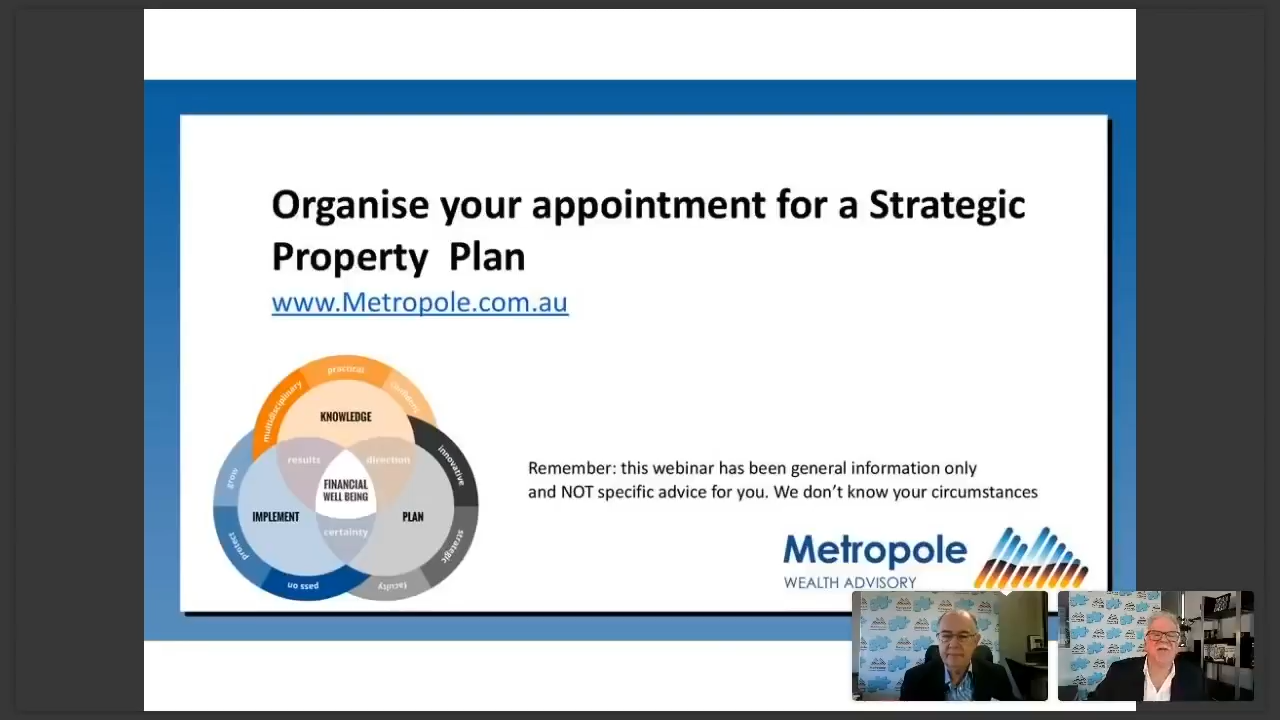 Organise your appointment for a Strategic
Property Plan
www.Metropole.com.au
practical
multidisciplinary
KNOWLEDGE
innovative
grow
results
direction
FINANCIAL
WELL BEING
IMPLEMENT
PLAN
certainty
protect
strategic
pass on
faculty
Remember: this webinar has been general information only
and NOT specific advice for you. We don’t know your circumstances
Metropole
WEALTH ADVISORY